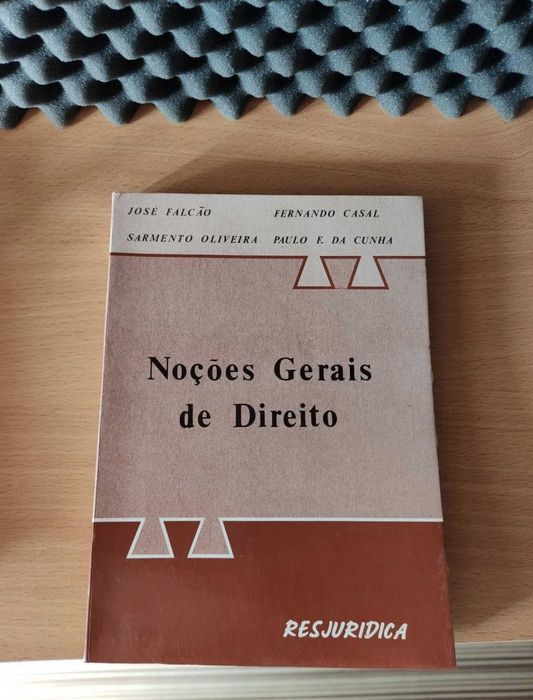 JOSÉ FALCÃO FERNANDO CASAL
SARMENTO OLIVEIRA PAULO F. DA CUNHA
Noções Gerais
de Direito
RESJURIDICA